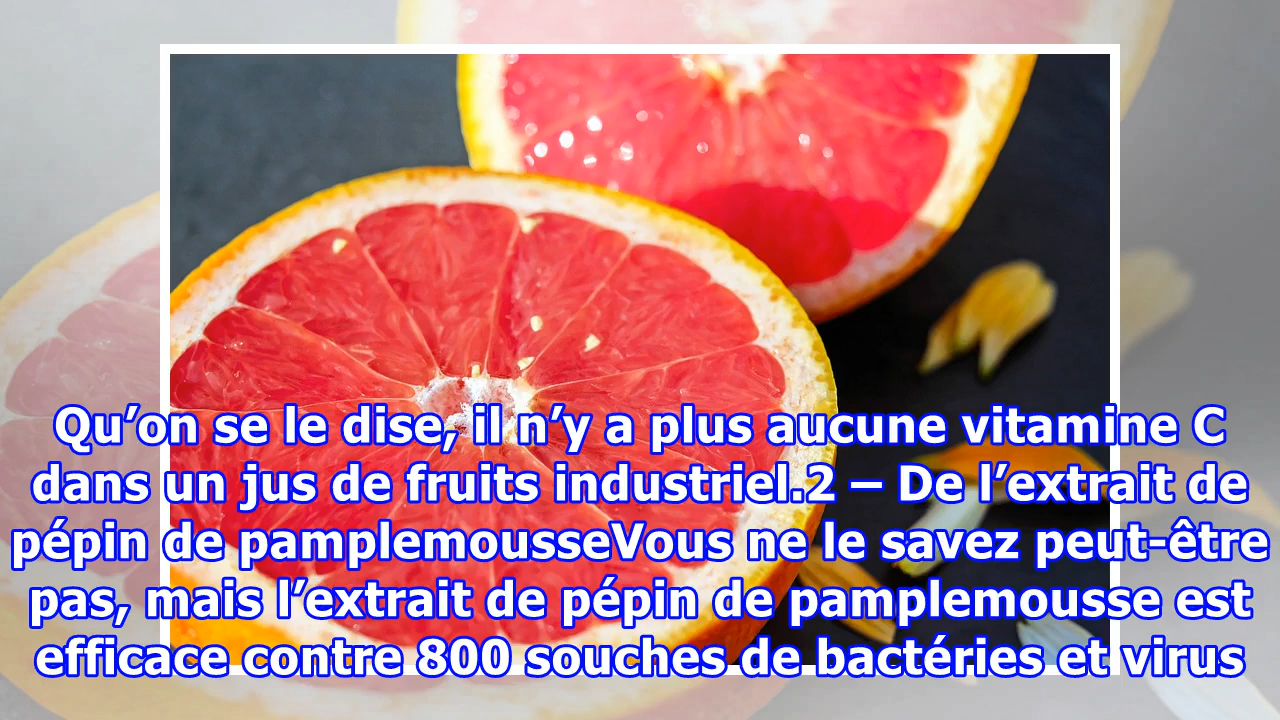 Qu’on se le dise, il n’y a plus aucune vitamine C
dans un jus de fruits industriel.2 – De l’extrait de
pépin de pamplemousseVous ne le savez peut-être
pas, mais l’extrait de pépin de pamplemousse est
efficace contre 800 souches de bactéries et virus